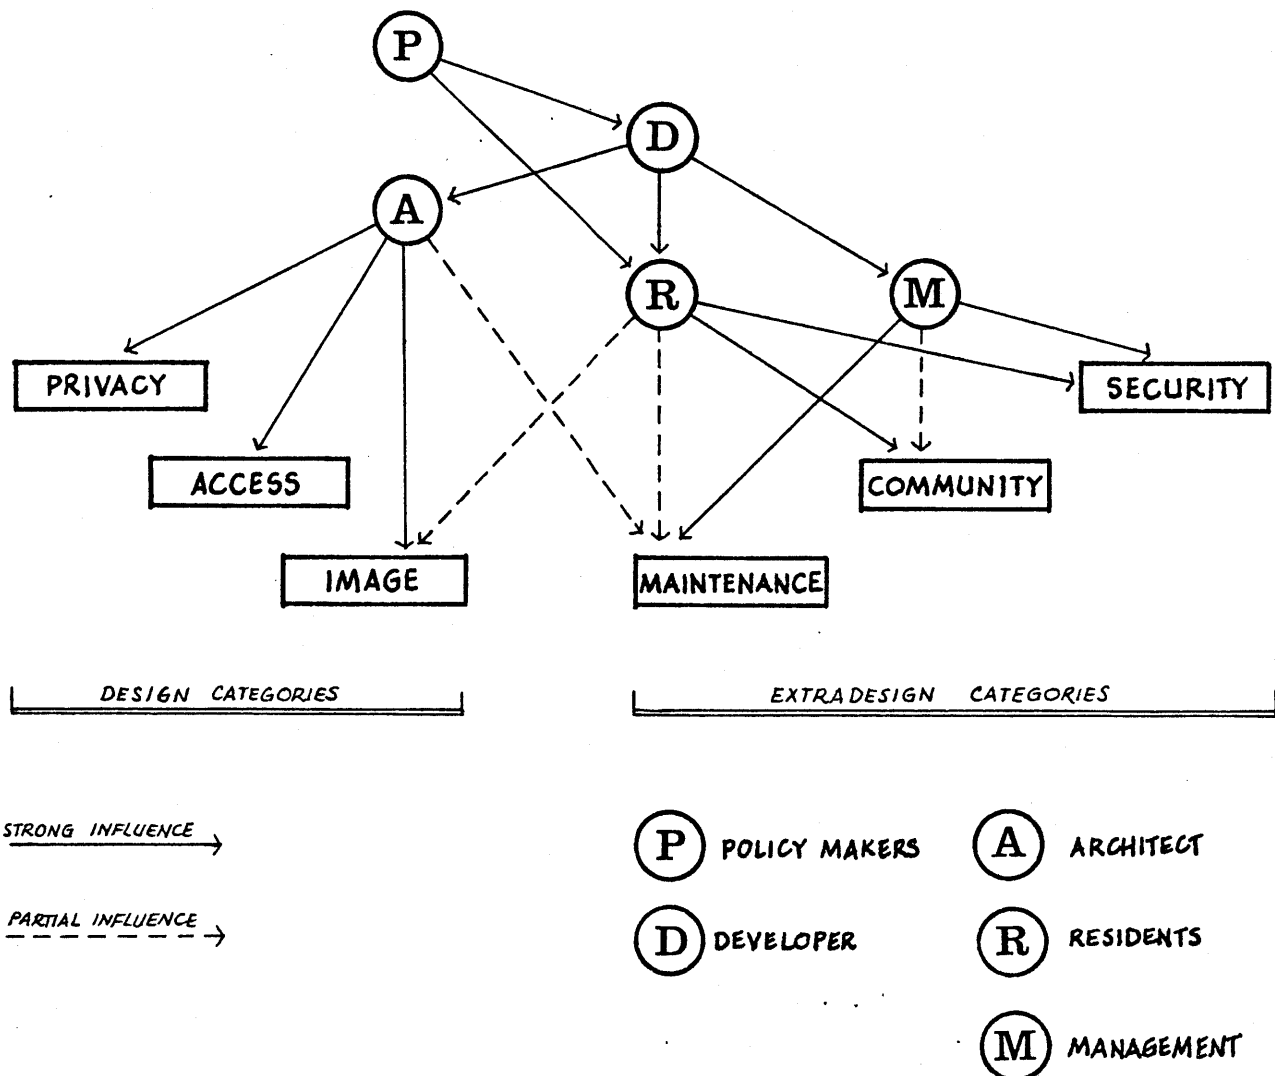 P
D
A
R
M
PRIVACY
SECURITY
ACCESS
COMMUNITY
IMAGE
MAINTENANCE
DESIGN CATEGORIES
EXTRADESIGN CATEGORIES
STRONG INFLUENCE
P POLICY MAKERS
A ARCHITECT
PARTIAL INFLUENCE
D DEVELOPER
R RESIDENTS
M MANAGEMENT